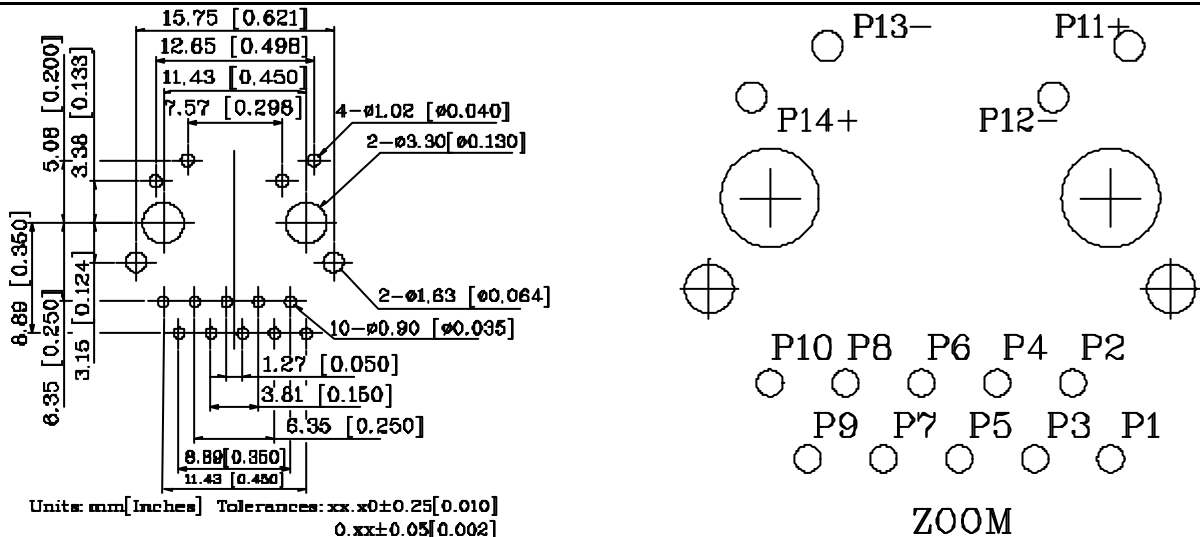 15.75 [0.621]
12.65 [0.498]
11.43 [0.450]
7.57 [0.298]
5.08 [0.200]
3.38 [0.133]
4-ø1.02 [ø0.040]
2-ø3.30[ø0.130]
8.89 [0.350]
6.35 [0.250]
3.15 [0.124]
2-ø1.63 [ø0.064]
10-ø0.90 [ø0.035]
1.27 [0.050]
3.81 [0.150]
6.35 [0.250]
8.89[0.350]
11.43 [0.450]
Units: mm[Inches] Tolerances: xx.x0±0.25[0.010]
0.xx±0.05[0.002]
P13-
P11+
P14+
P12-
P10 P8 P6 P4 P2
P9 P7 P5 P3 P1
ZOOM